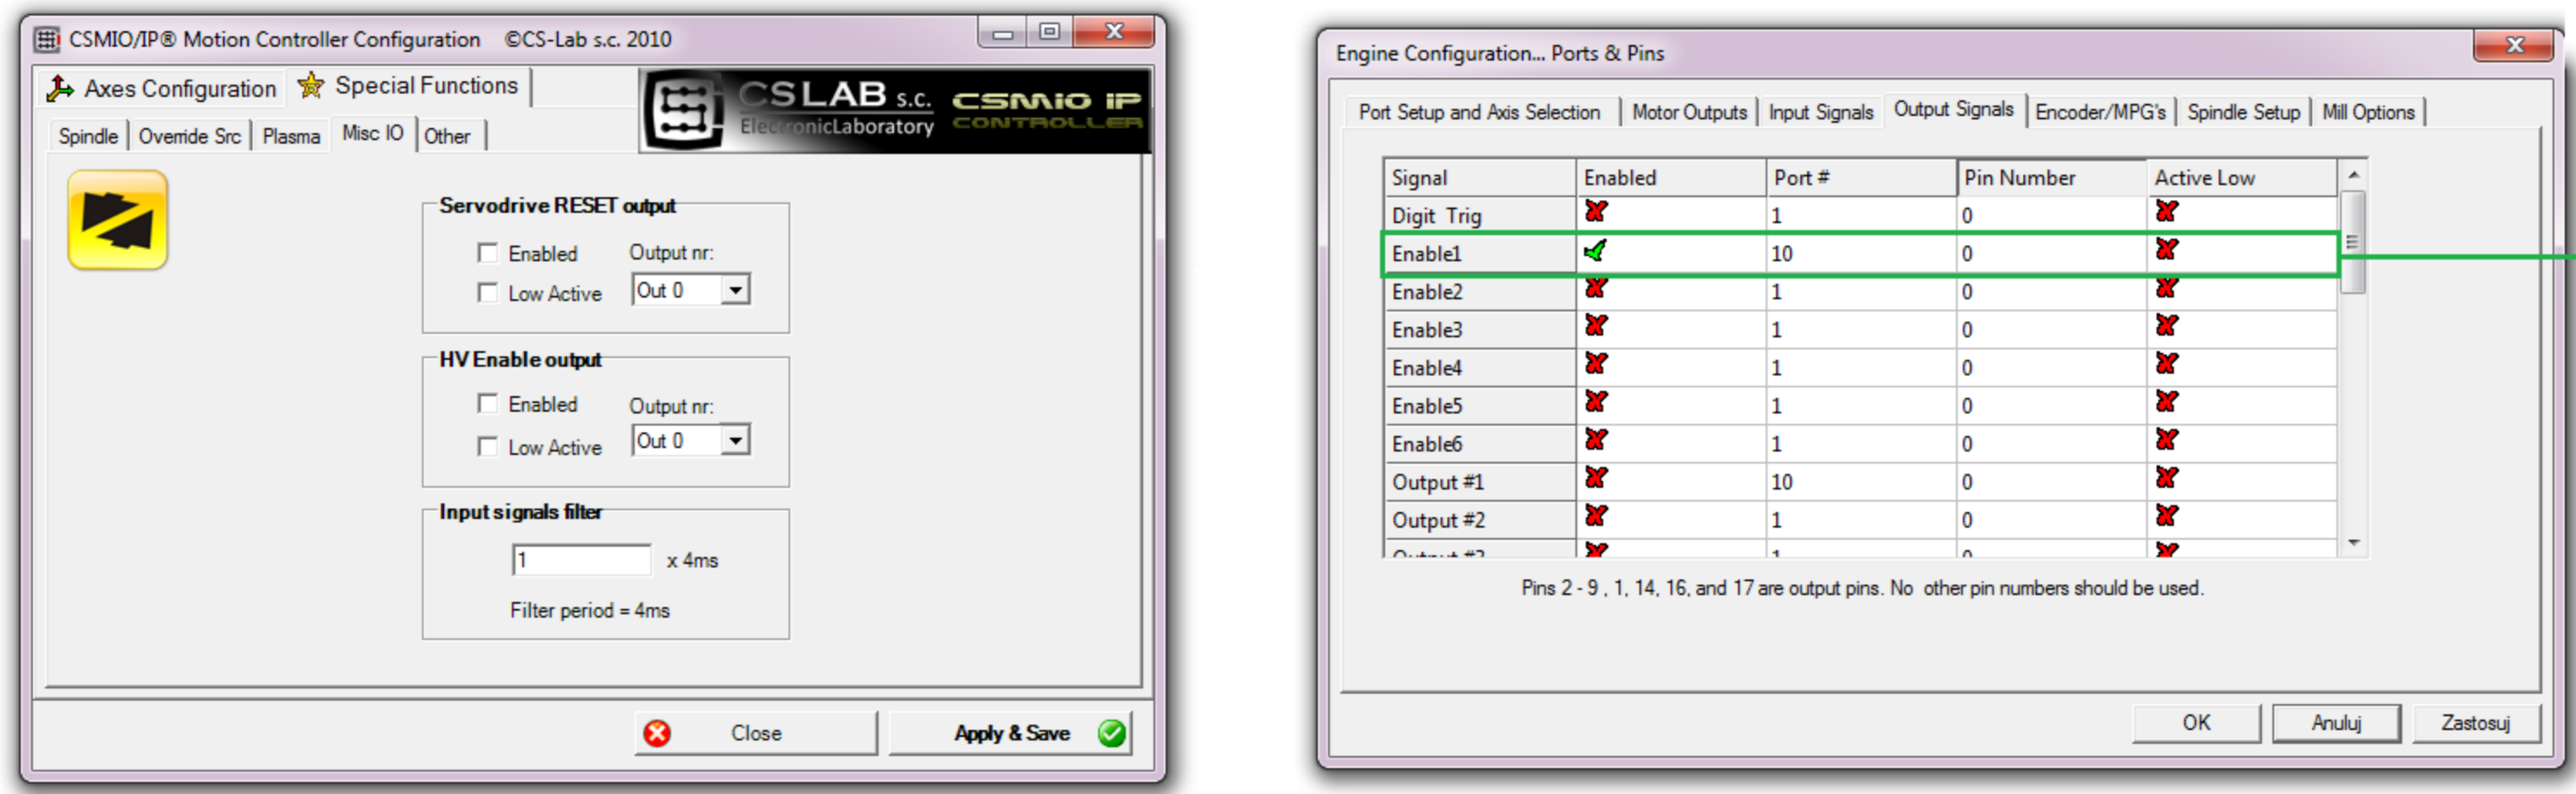 CSMIO/IP® Motion Controller Configuration ©CS-Lab s.c. 2010
Axes Configuration Special Functions
CSLAB s.c. CSMIO IP
ElectronicLaboratory CONTROLLER
Spindle Override Src Plasma Misc IO Other
Servodrive RESET output
Enabled Output nr:
Low Active Out 0
HV Enable output
Enabled Output nr:
Low Active Out 0
Input signals filter
1 x 4ms
Filter period = 4ms
Close Apply & Save
Engine Configuration... Ports & Pins
Port Setup and Axis Selection Motor Outputs Input Signals Output Signals Encoder/MPG's Spindle Setup Mill Options
Signal Enabled Port # Pin Number Active Low
Digit Trig 1 0
Enable1 10 0
Enable2 1 0
Enable3 1 0
Enable4 1 0
Enable5 1 0
Enable6 1 0
Output #1 10 0
Output #2 1 0
Output #3 1 0
Pins 2 - 9 , 1, 14, 16, and 17 are output pins. No other pin numbers should be used.
OK Anuluj Zastosuj